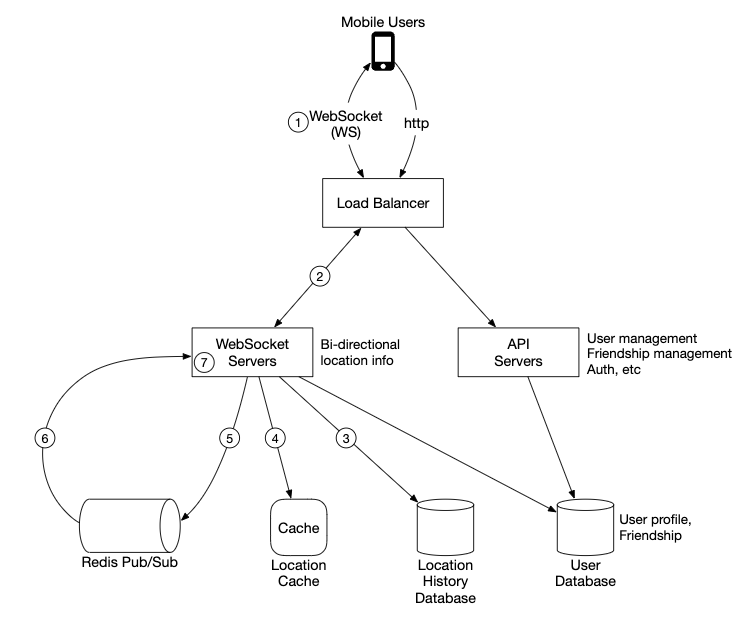 Mobile Users
1
WebSocket
(WS)
http
Load Balancer
2
WebSocket
Servers
7
Bi-directional
location info
API
Servers
User management
Friendship management
Auth, etc
6
5
4
3
Redis Pub/Sub
Cache
Location
Cache
Location
History
Database
User
Database
User profile,
Friendship